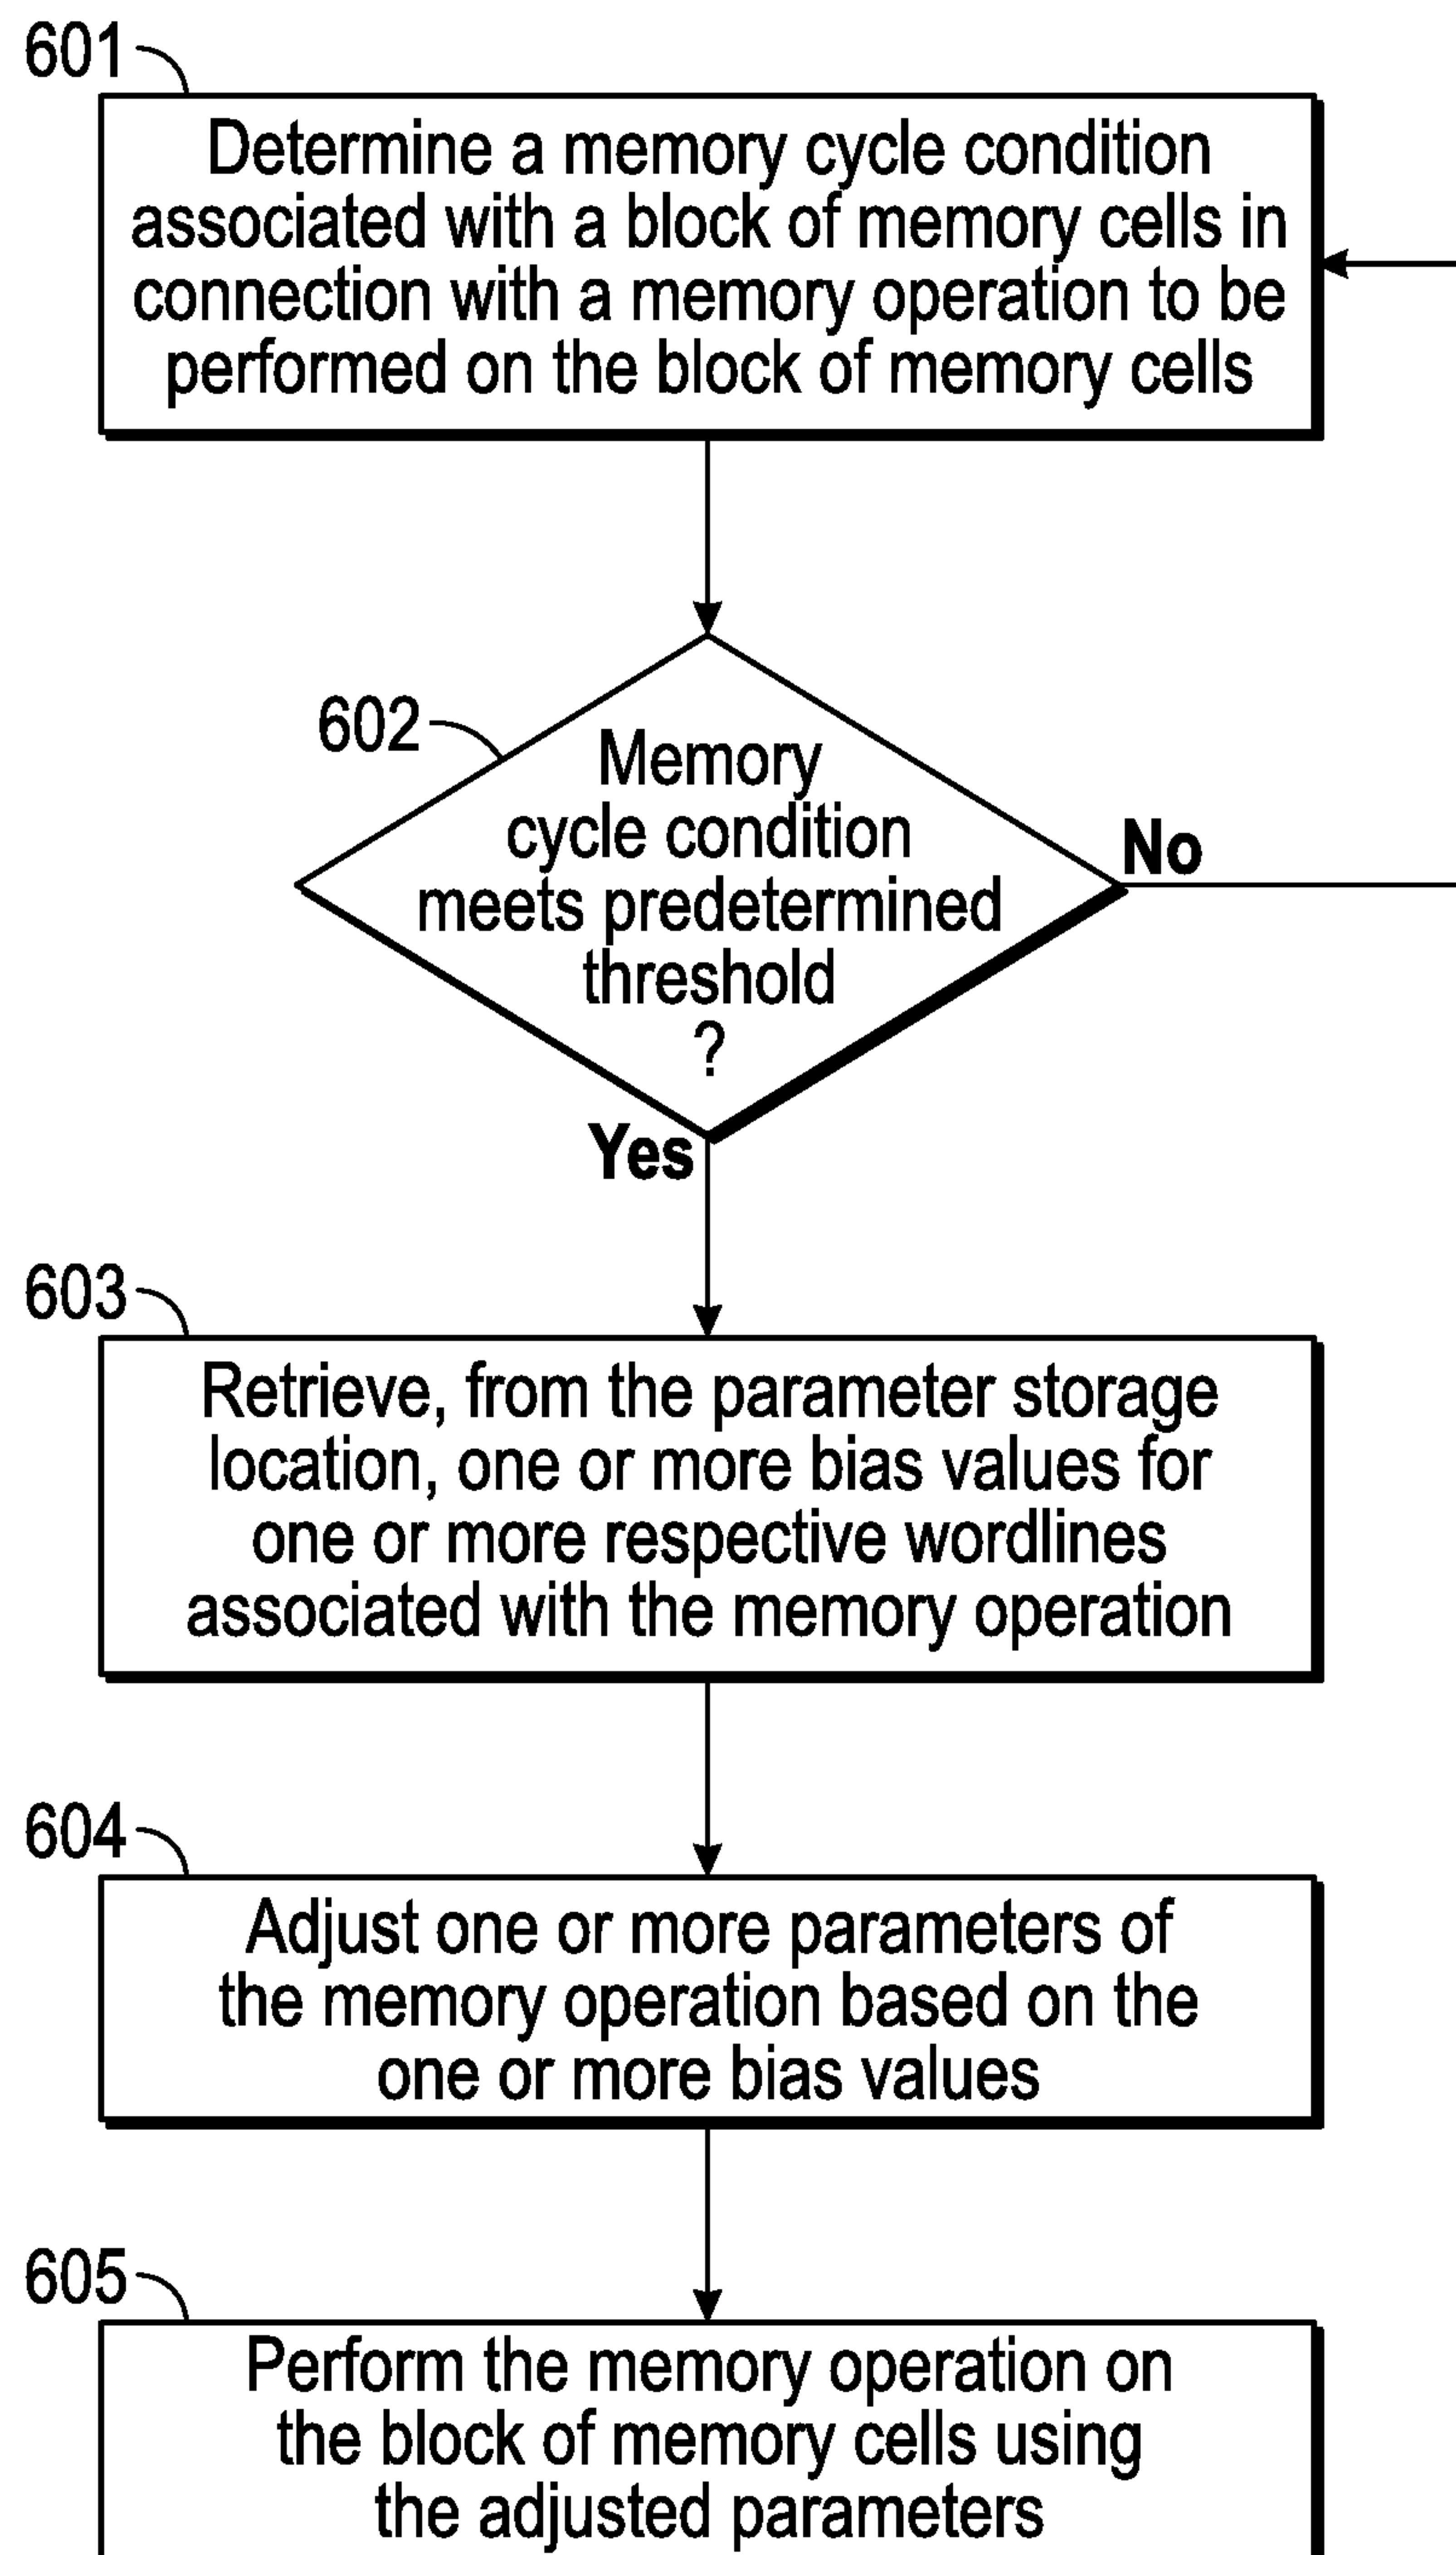 601
Determine a memory cycle condition
associated with a block of memory cells in
connection with a memory operation to be
performed on the block of memory cells
602
Memory
cycle condition
meets predetermined
threshold
?
No
Yes
603
Retrieve, from the parameter storage
location, one or more bias values for
one or more respective wordlines
associated with the memory operation
604
Adjust one or more parameters of
the memory operation based on the
one or more bias values
605
Perform the memory operation on
the block of memory cells using
the adjusted parameters